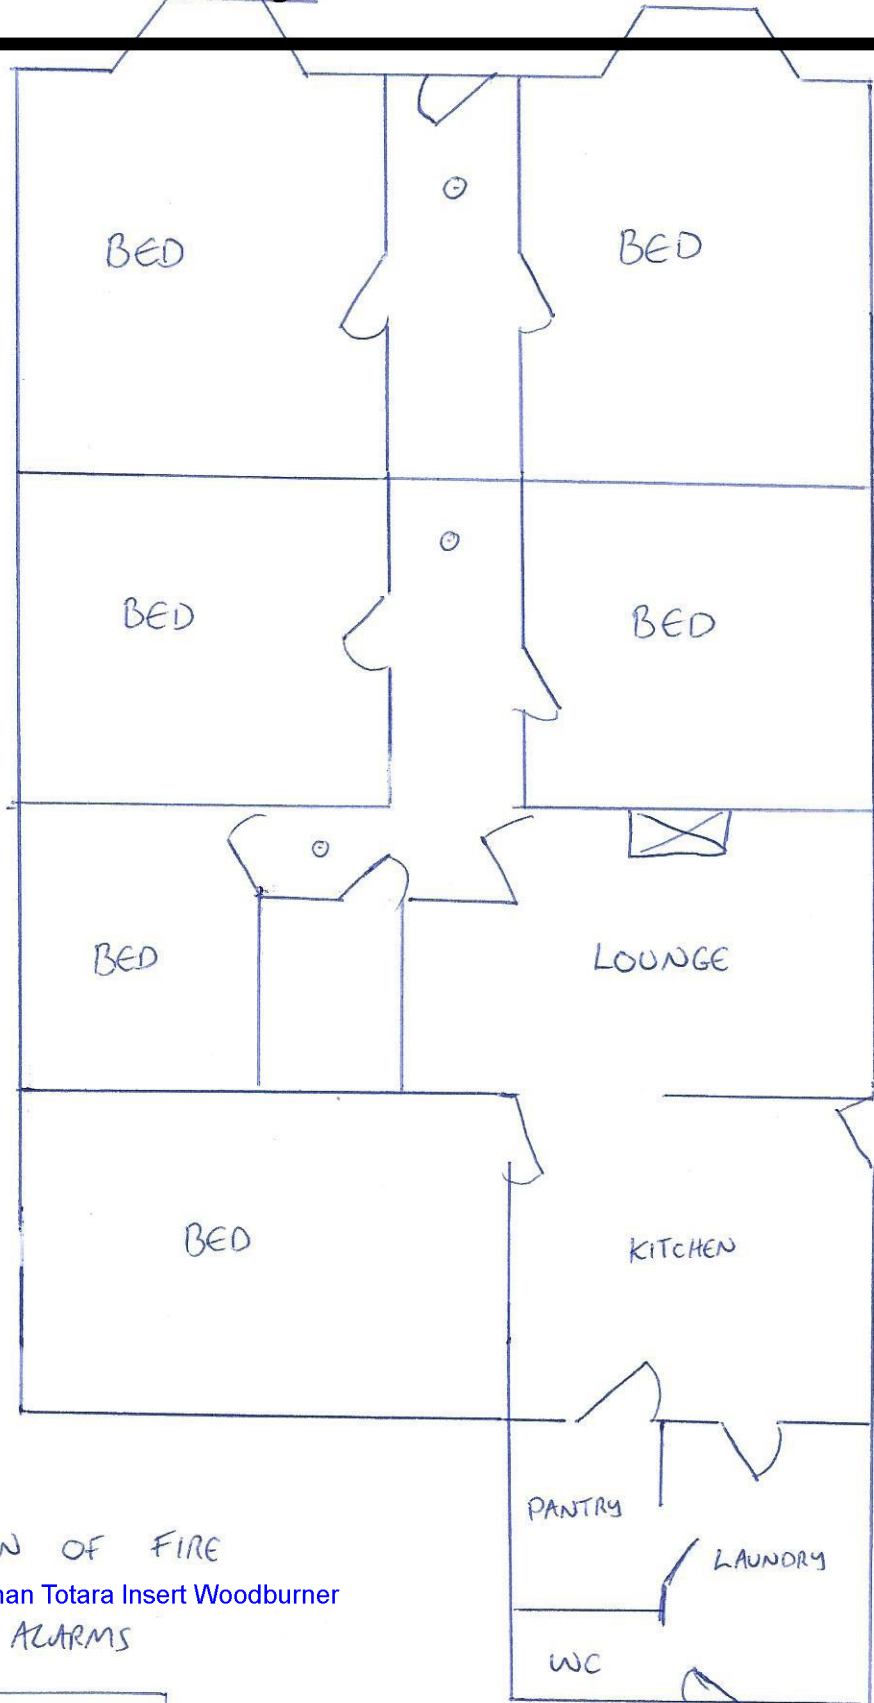 BED
BED
BED
BED
BED
LOUNGE
BED
KITCHEN
PANTRY
LAUNDRY
WC
OF FIRE
Totara Insert Woodburner
ALARMS